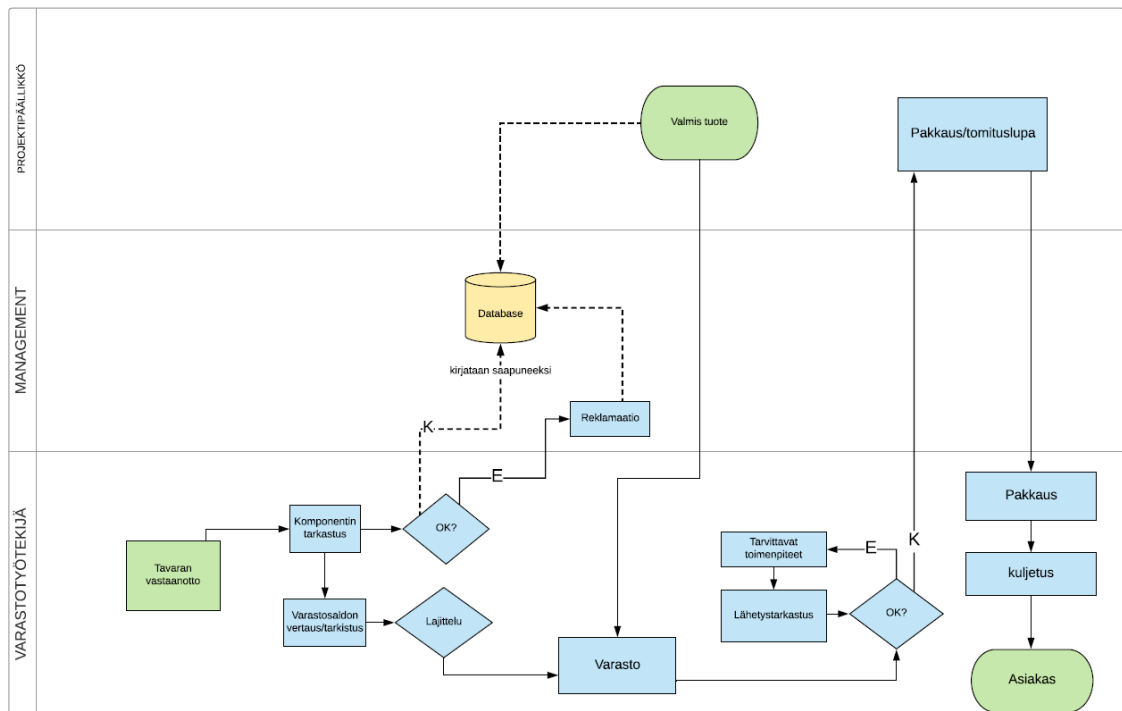 PROJEKTIPÄÄLLIKKÖ
Valmis tuote
Pakkaus/tomituslupa
MANAGEMENT
Database
kirjataan saapuneeksi
Reklamaatio
K
E
VARASTOTYÖTEKIJÄ
Tavaran
vastaanotto
Komponentin
tarkastus
OK?
Varastosaldon
vertaus/tarkistus
Lajittelu
Varasto
Tarvittavat
toimenpiteet
E
K
Lähetystarkastus
OK?
Pakkaus
kuljetus
Asiakas